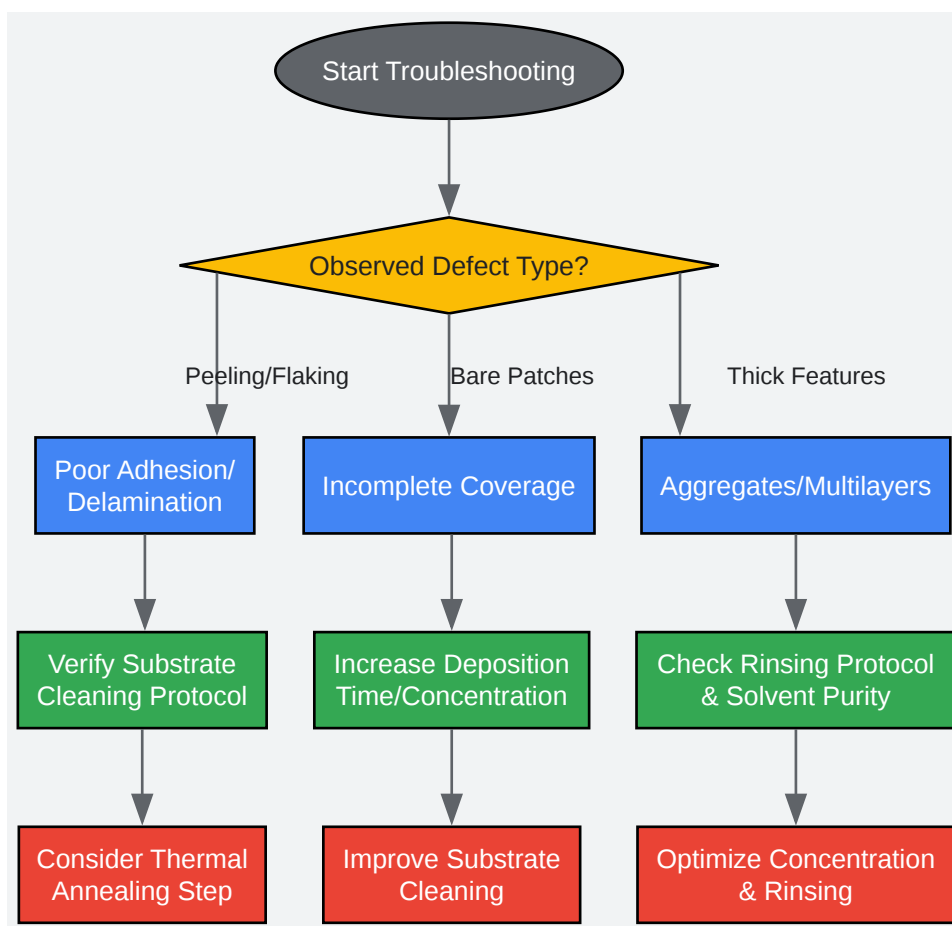 Start Troubleshooting
Observed Defect Type?
Peeling/Flaking
Bare Patches
Thick Features
Poor Adhesion/
Delamination
Incomplete Coverage
Aggregates/Multilayers
Verify Substrate
Cleaning Protocol
Increase Deposition
Time/Concentration
Check Rinsing Protocol
& Solvent Purity
Consider Thermal
Annealing Step
Improve Substrate
Cleaning
Optimize Concentration
& Rinsing